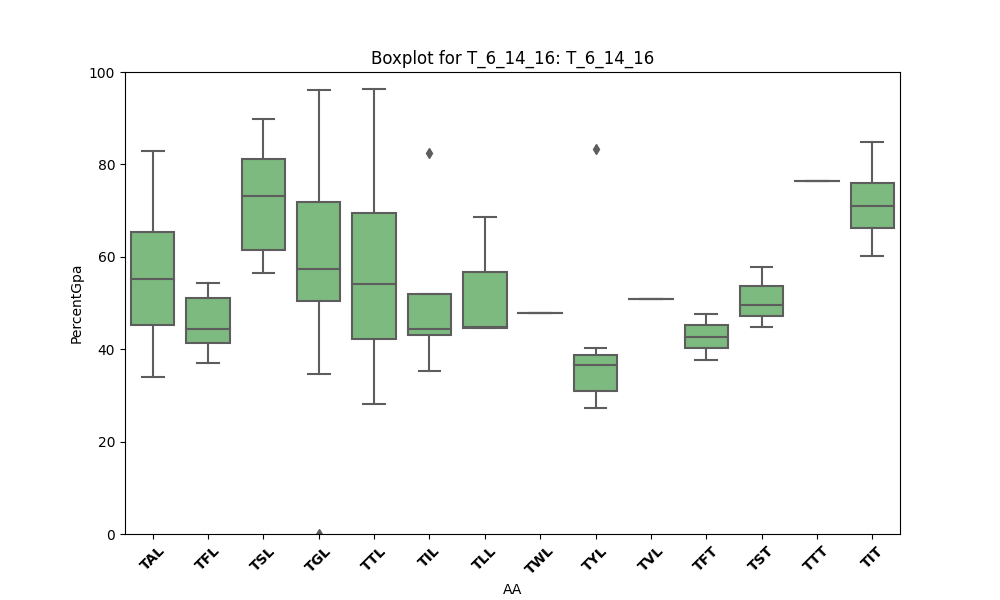 Boxplot for T_6_14_16: T_6_14_16
100
80
60
40
20
0
PercentGpa
TAL TFL TSL TGL TTL TIL TLL TWL TYL TVL TFT TST TTT TIT
AA